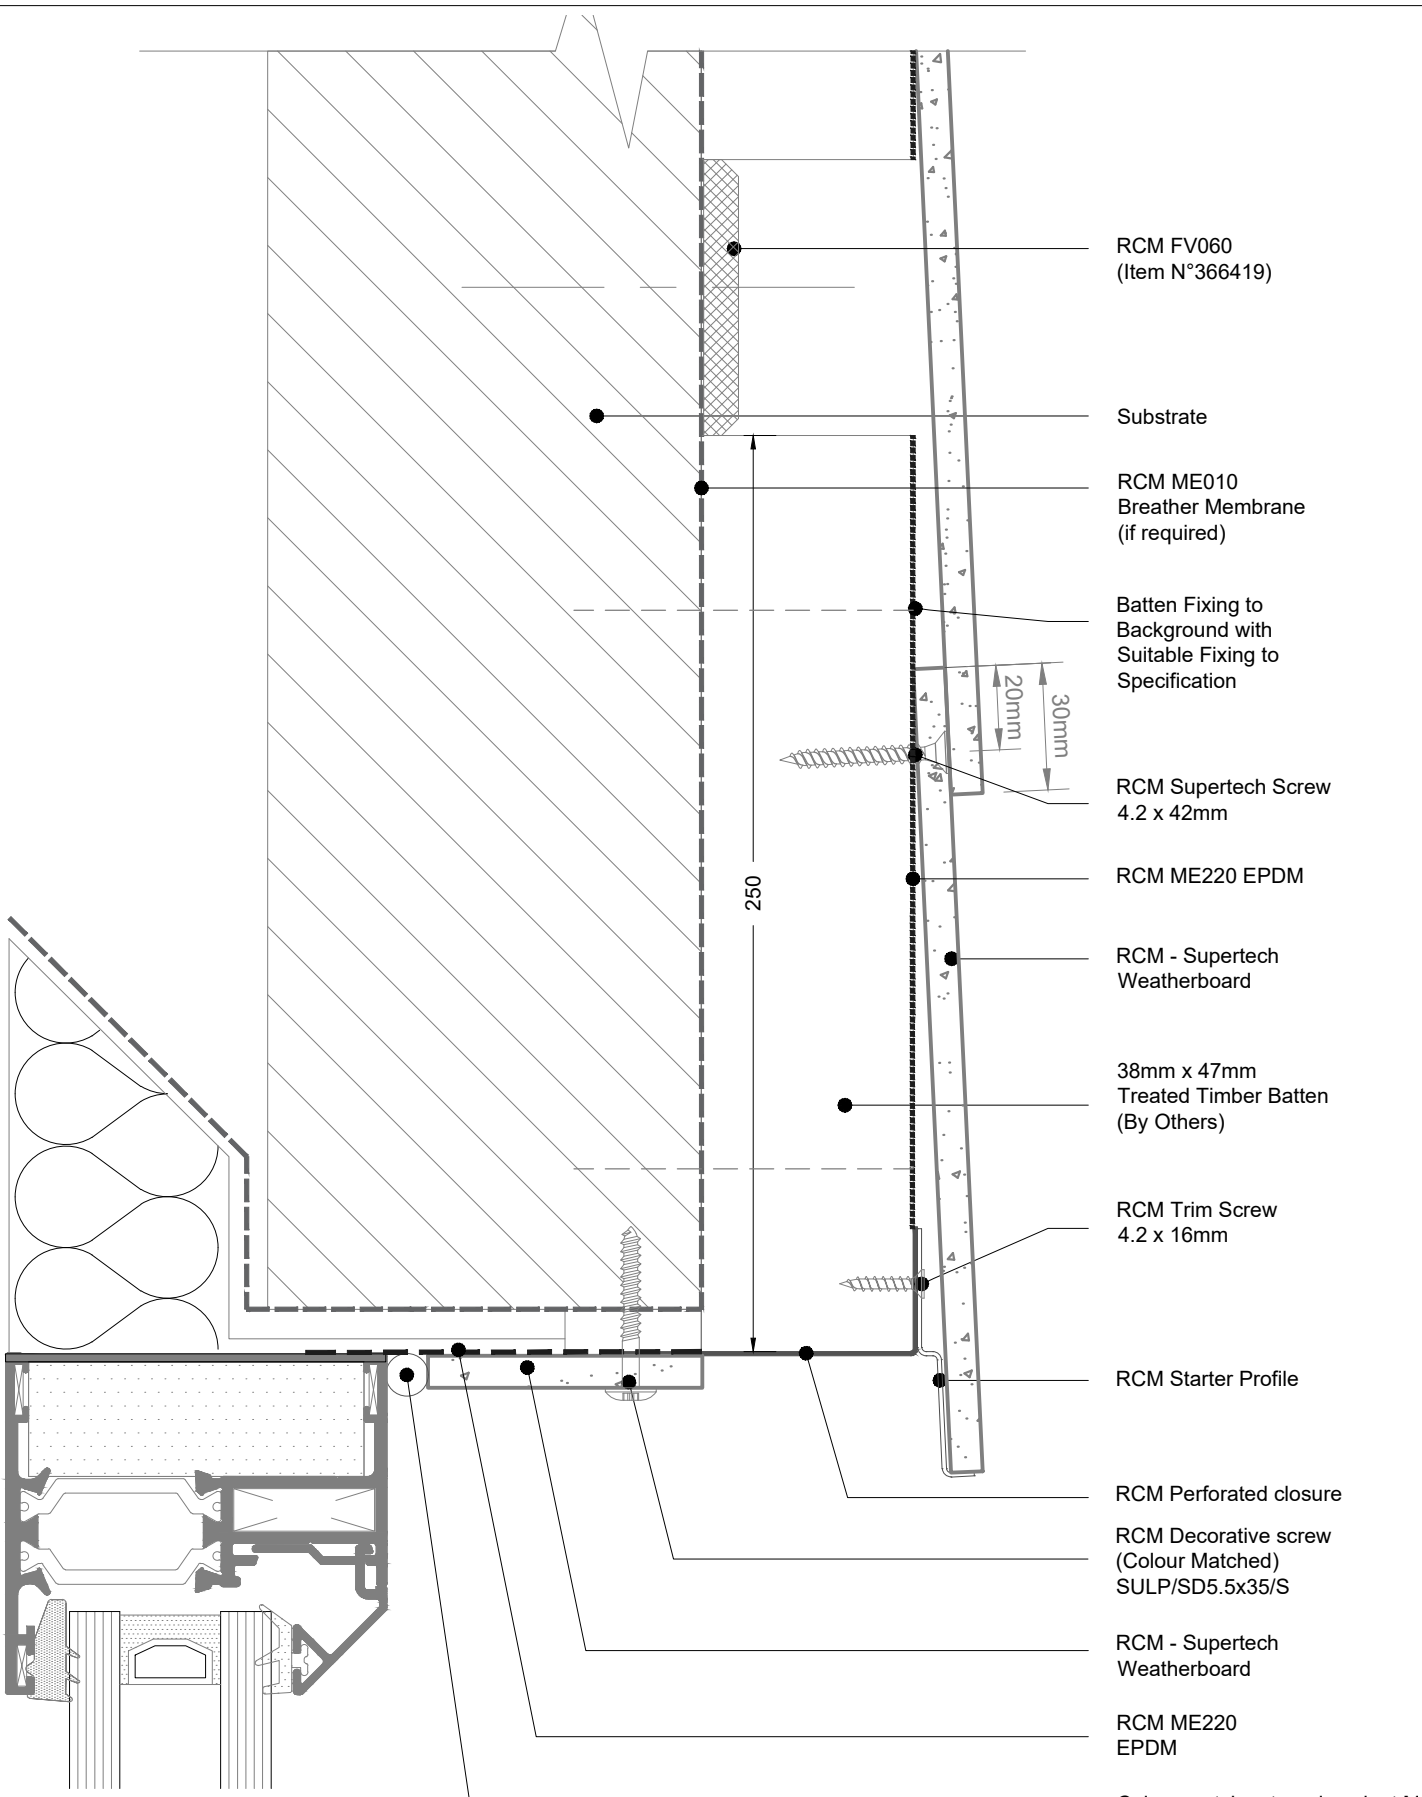 RCM FV060
(Item N°366419)
Substrate
RCM ME010
Breather Membrane
(if required)
Batten Fixing to
Background with
Suitable Fixing to
Specification
20mm
30mm
RCM Supertech Screw
4.2 x 42mm
250
RCM ME220 EPDM
RCM - Supertech
Weatherboard
38mm x 47mm
Treated Timber Batten
(By Others)
RCM Trim Screw
4.2 x 16mm
RCM Starter Profile
RCM Perforated closure
RCM Decorative screw
(Colour Matched)
SULP/SD5.5x35/S
RCM - Supertech
Weatherboard
RCM ME220
EPDM